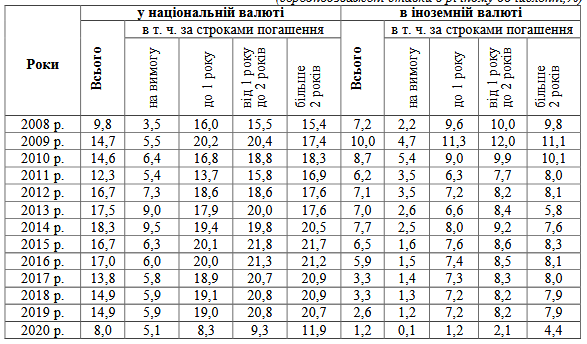 (середньозважені ставки в річному обчисленні, %)
Роки
у національній валюті
в іноземній валюті
Всього
в т. ч. за строками погашення
Всього
в т. ч. за строками погашення
на вимогу
до 1 року
від 1 року до 2 років
більше 2 років
на вимогу
до 1 року
від 1 року до 2 років
більше 2 років
2008 р. 9,8 3,5 16,0 15,5 15,4 7,2 2,2 9,6 10,0 9,8
2009 р. 14,7 5,5 20,2 20,4 17,4 10,0 4,7 11,3 12,0 11,1
2010 р. 14,6 6,4 16,8 18,8 18,3 8,7 5,4 9,0 9,9 10,1
2011 р. 12,3 5,4 13,7 15,8 16,9 6,2 3,5 6,3 7,7 8,0
2012 р. 16,7 7,3 18,6 18,6 17,6 7,1 3,5 7,2 8,2 8,1
2013 р. 17,5 9,0 17,9 20,0 17,6 7,0 2,6 6,6 8,4 5,8
2014 р. 18,3 9,5 19,4 19,8 20,5 7,7 2,5 8,0 9,2 7,6
2015 р. 16,7 6,3 20,1 21,8 21,7 6,5 1,6 7,6 8,6 8,3
2016 р. 17,0 6,0 20,0 21,3 21,2 5,9 1,5 7,4 8,1 8,5
2017 р. 13,8 5,8 18,9 20,7 20,9 3,3 1,4 7,3 8,3 8,0
2018 р. 14,9 5,9 19,1 20,8 20,9 3,3 1,3 7,2 8,2 7,9
2019 р. 14,9 5,9 19,0 20,8 20,7 2,6 1,2 7,2 8,2 7,9
2020 р. 8,0 5,1 8,3 9,3 11,9 1,2 0,1 1,2 2,1 4,4